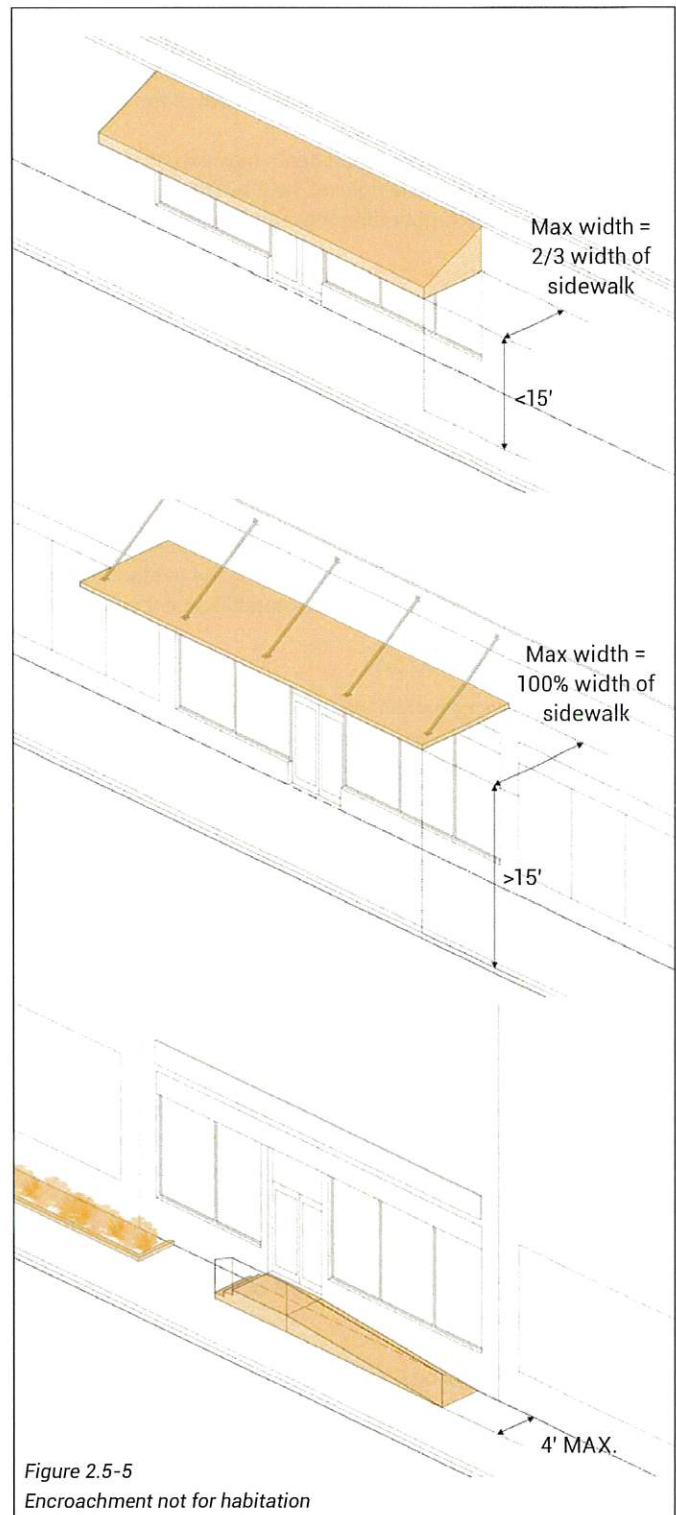 Max width =
2/3 width of
sidewalk
<15'
Max width =
100% width of
sidewalk
>15'
4' MAX.
Figure 2.5-5
Encroachment not for habitation